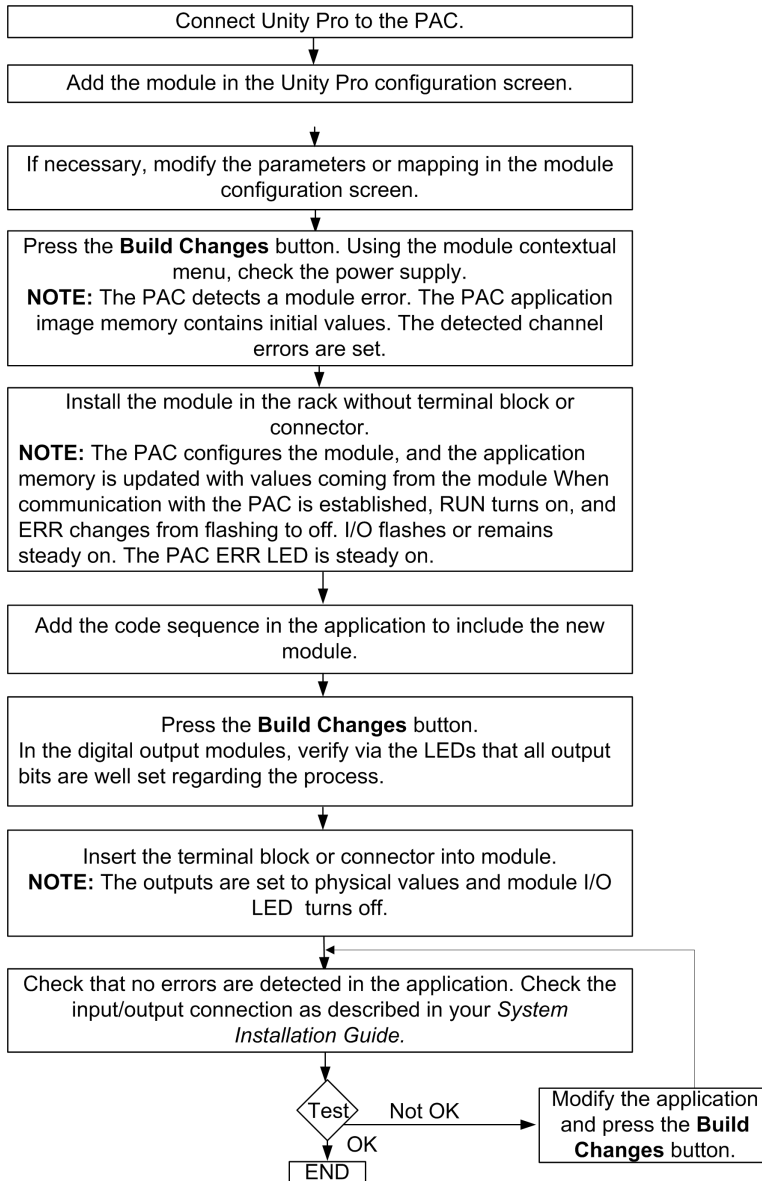 Connect Unity Pro to the PAC.
Add the module in the Unity Pro configuration screen.
If necessary, modify the parameters or mapping in the module
configuration screen.
Press the Build Changes button. Using the module contextual
menu, check the power supply.
NOTE: The PAC detects a module error. The PAC application
image memory contains initial values. The detected channel
errors are set.
Install the module in the rack without terminal block or
connector.
NOTE: The PAC configures the module, and the application
memory is updated with values coming from the module When
communication with the PAC is established, RUN turns on, and
ERR changes from flashing to off. I/O flashes or remains
steady on. The PAC ERR LED is steady on.
Add the code sequence in the application to include the new
module.
Press the Build Changes button.
In the digital output modules, verify via the LEDs that all output
bits are well set regarding the process.
Insert the terminal block or connector into module.
NOTE: The outputs are set to physical values and module I/O
LED turns off.
Check that no errors are detected in the application. Check the
input/output connection as described in your System
Installation Guide.
Test
Not OK
Modify the application
and press the Build
Changes button.
OK
END